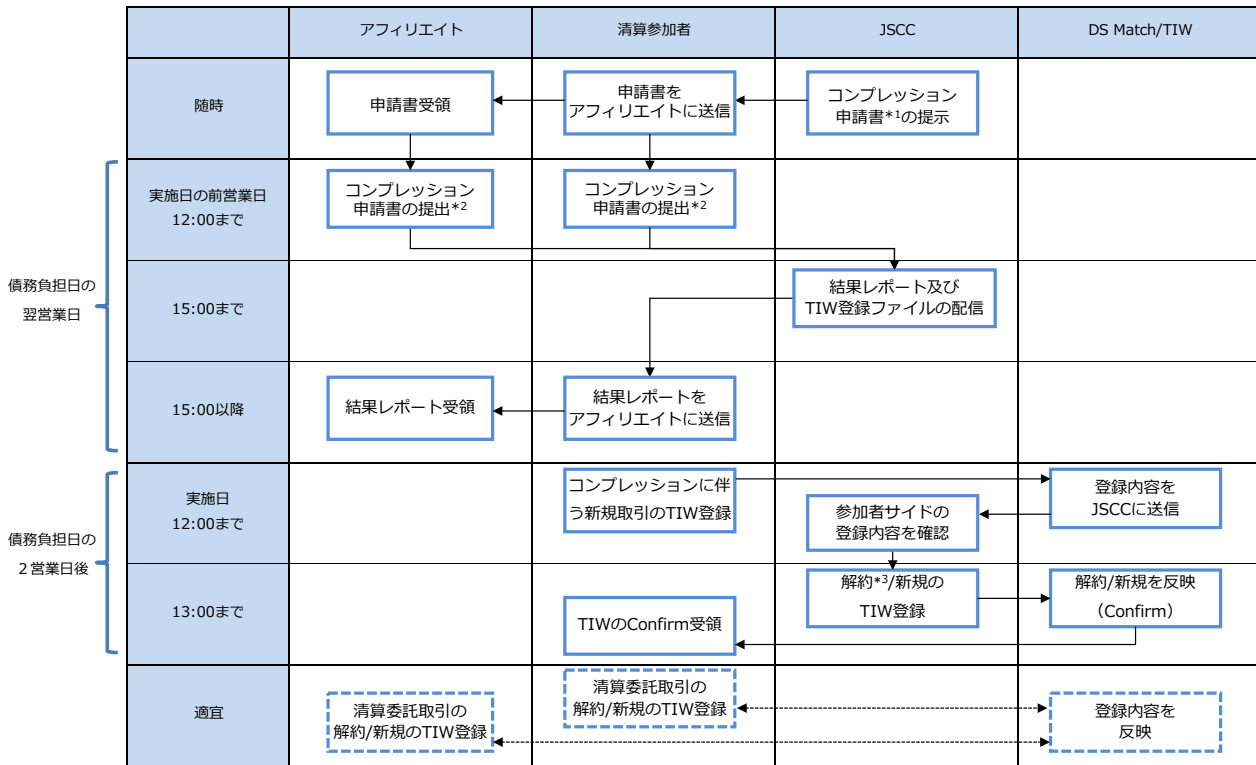 アフィリエイト
清算参加者
JSCC
DS Match/TIW
随時
申請書受領
申請書を
アフィリエイトに送信
コンプレッション
申請書*1の提示
債務負担日の
翌営業日
実施日の前営業日
12:00まで
コンプレッション
申請書の提出*2
コンプレッション
申請書の提出*2
15:00まで
結果レポート及び
TIW登録ファイルの配信
15:00以降
結果レポート受領
結果レポートを
アフィリエイトに送信
債務負担日の
2営業日後
実施日
12:00まで
コンプレッションに伴
う新規取引のTIW登録
参加者サイドの
登録内容を確認
登録内容を
JSCCに送信
13:00まで
TIWのConfirm受領
解約*3/新規の
TIW登録
解約/新規を反映
（Confirm）
適宜
清算委託取引の
解約/新規のTIW登録
清算委託取引の
解約/新規のTIW登録
登録内容を
反映